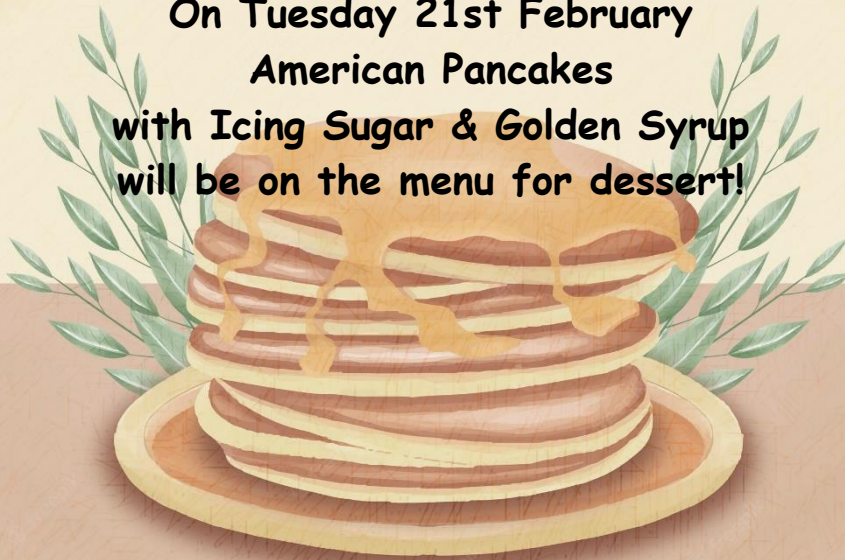 On Tuesday 21st February
American Pancakes
with Icing Sugar & Golden Syrup
will be on the menu for dessert!